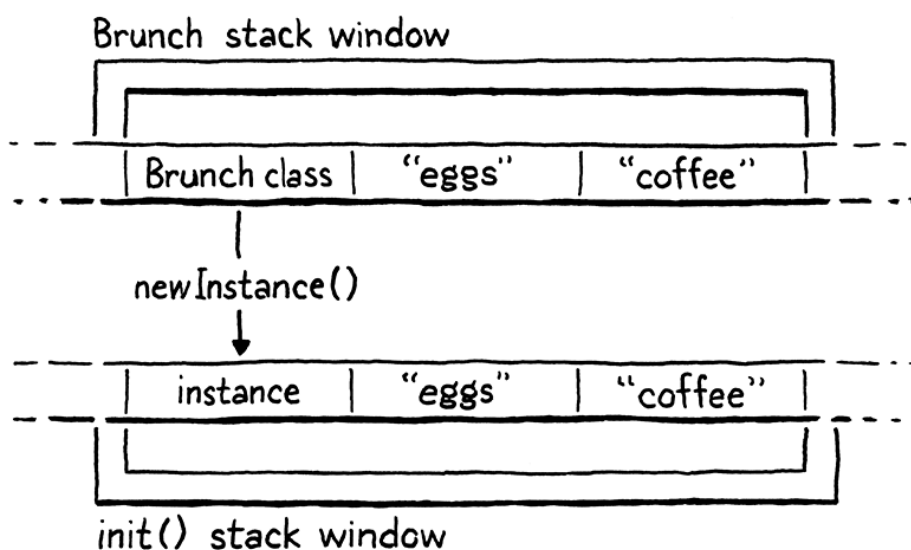 Brunch stack window
Brunch class “eggs” “coffee”
newInstance()
instance “eggs” “coffee”
init() stack window